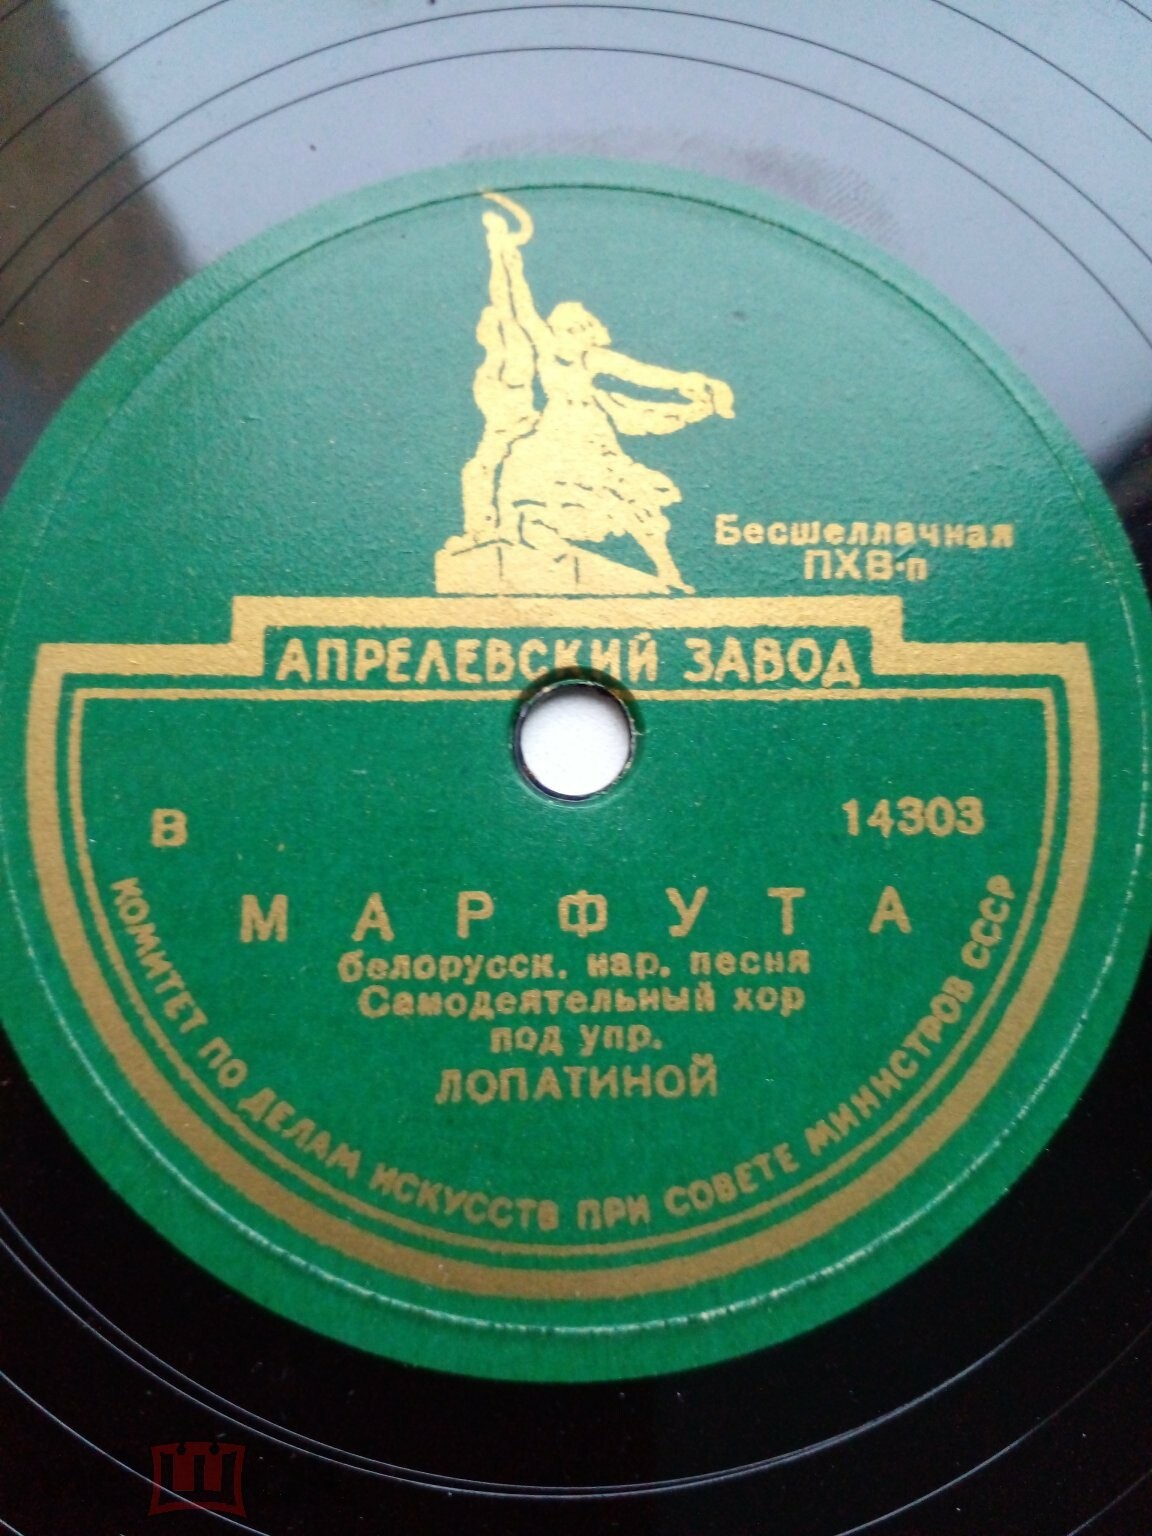 Бесшеллачная
ПХВ-п
АПРЕЛЕВСКИЙ ЗАВОД
В 14303
МАРФУТА
белорусск. нар. песня
Самодеятельный хор
под упр.
ЛОПАТИНОЙ
КОМИТЕТ ПО ДЕЛАМ ИСКУССТВ ПРИ СОВЕТЕ МИНИСТРОВ СССР